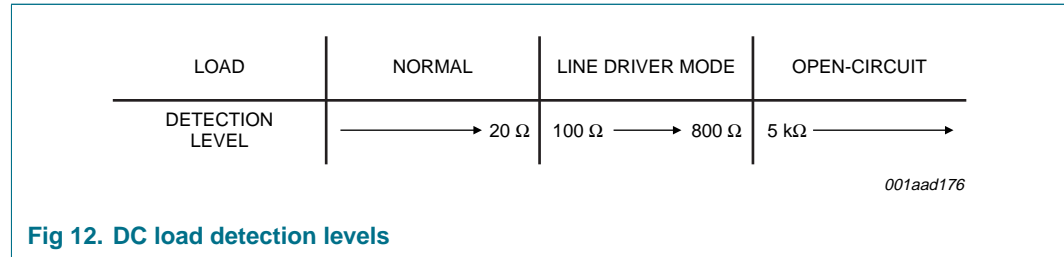 LOAD NORMAL LINE DRIVER MODE OPEN-CIRCUIT
DETECTION LEVEL 20 Ω 100 Ω 800 Ω 5 kΩ
001aad176
Fig 12. DC load detection levels